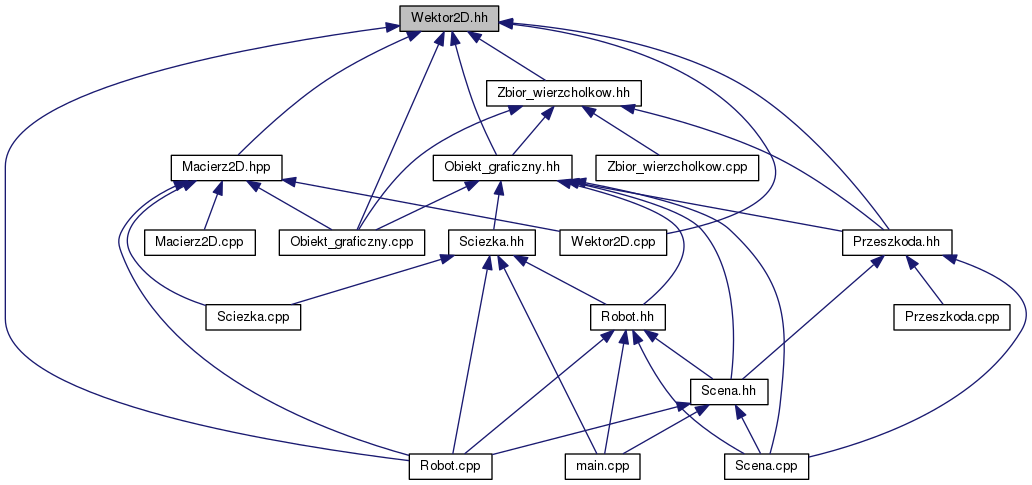 Wektor2D.hh
Zbior_wierzcholkow.hh
Macierz2D.hpp
Obiekt_graficzny.hh
Zbior_wierzcholkow.cpp
Macierz2D.cpp
Obiekt_graficzny.cpp
Sciezka.hh
Wektor2D.cpp
Przeszkoda.hh
Sciezka.cpp
Robot.hh
Przeszkoda.cpp
Scena.hh
Robot.cpp
main.cpp
Scena.cpp